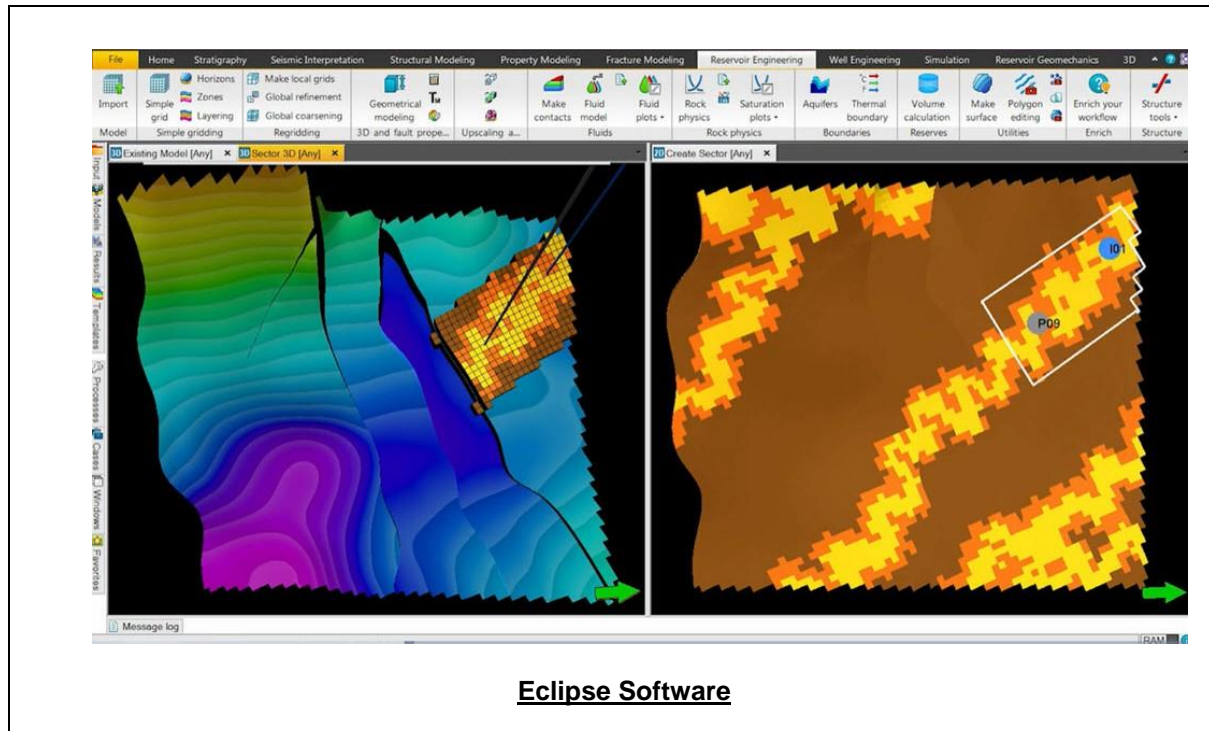 File Home Stratigraphy Seismic Interpretation Structural Modeling Property Modeling Fracture Modeling Reservoir Engineering Well Engineering Simulation Reservoir Geomechanics 3D
Horizons Make local grids
Import Simple grid Zones Global refinement Geometrical modeling Make contacts Fluid model Fluid plots Rock physics Saturation plots Aquifers Thermal boundary Volume calculation Make surface Polygon editing Enrich your workflow Structure tools
Layering Global coarsening
Model Simple gridding Regridding 3D and fault prope... Upscaling a... Fluids Rock physics Boundaries Reserves Utilities Enrich Structure
3D Existing Model [Any] 3D Sector 3D [Any] 2D Create Sector [Any]
Input
Models
Results
Templates
Processes
Cases
Windows
Favorites
I01
P09
Message log
RAM
Eclipse Software